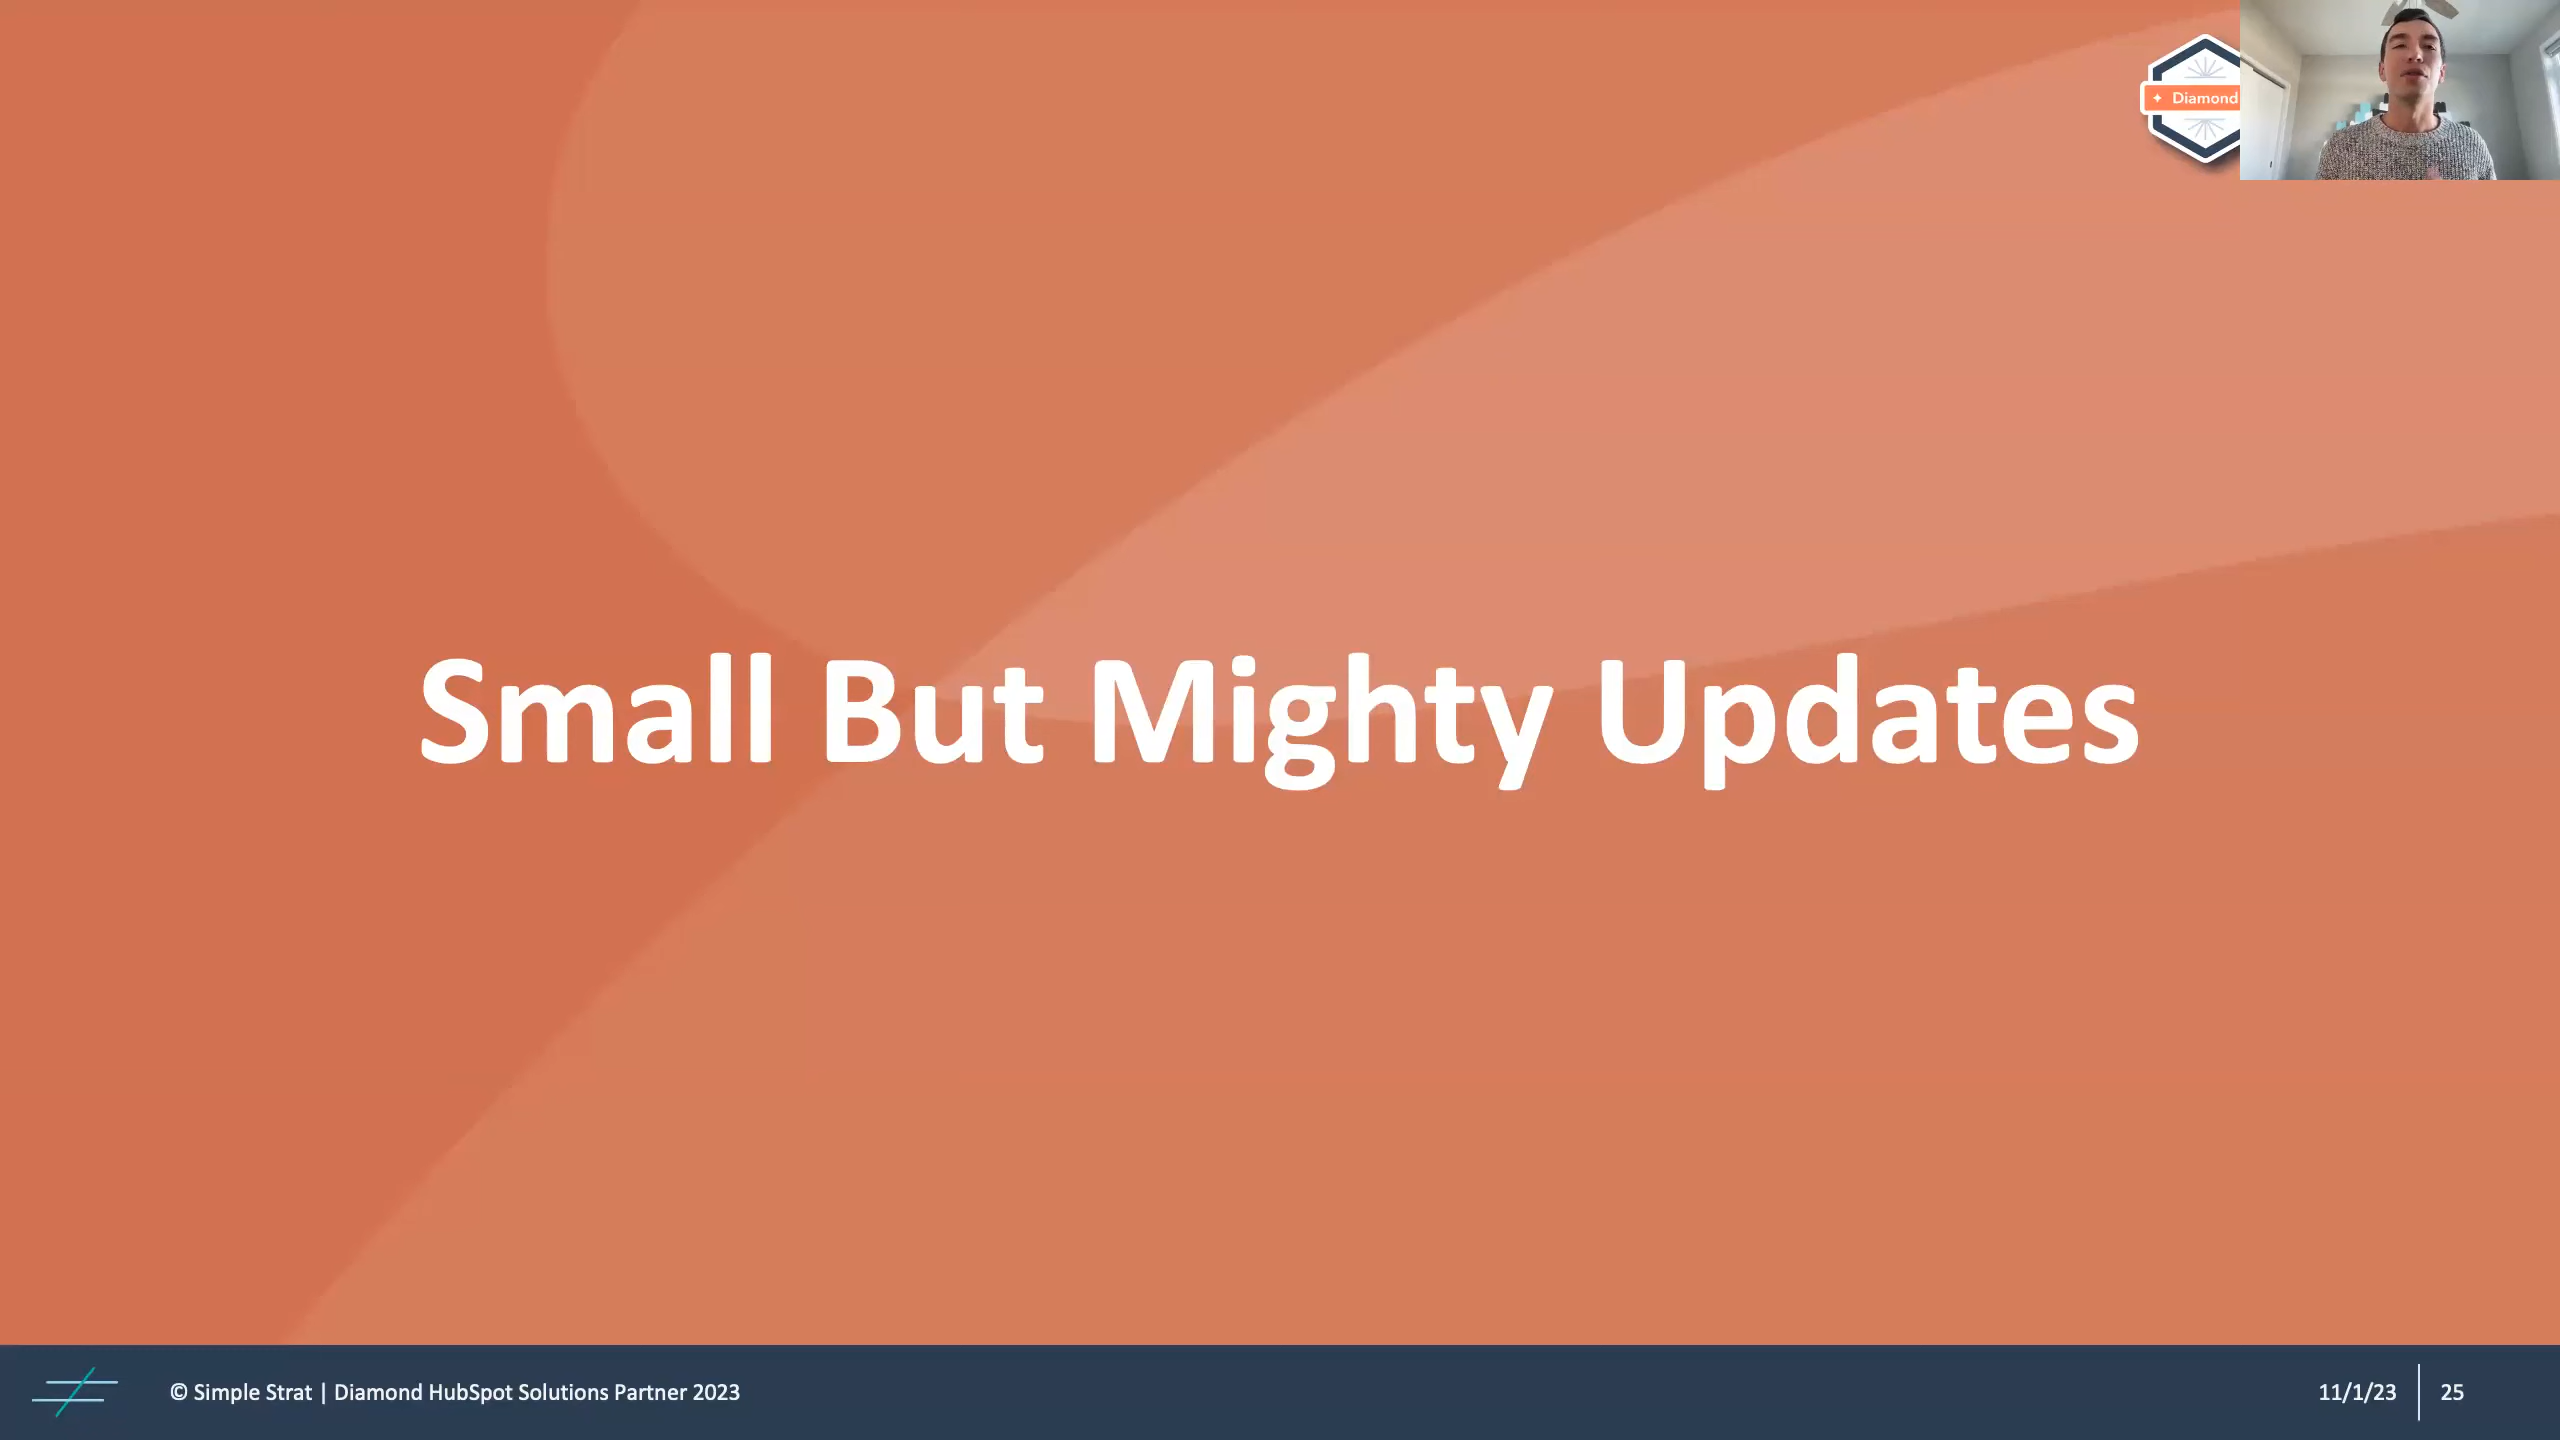 Diamond
Small But Mighty Updates
© Simple Strat | Diamond HubSpot Solutions Partner 2023
11/1/23
25